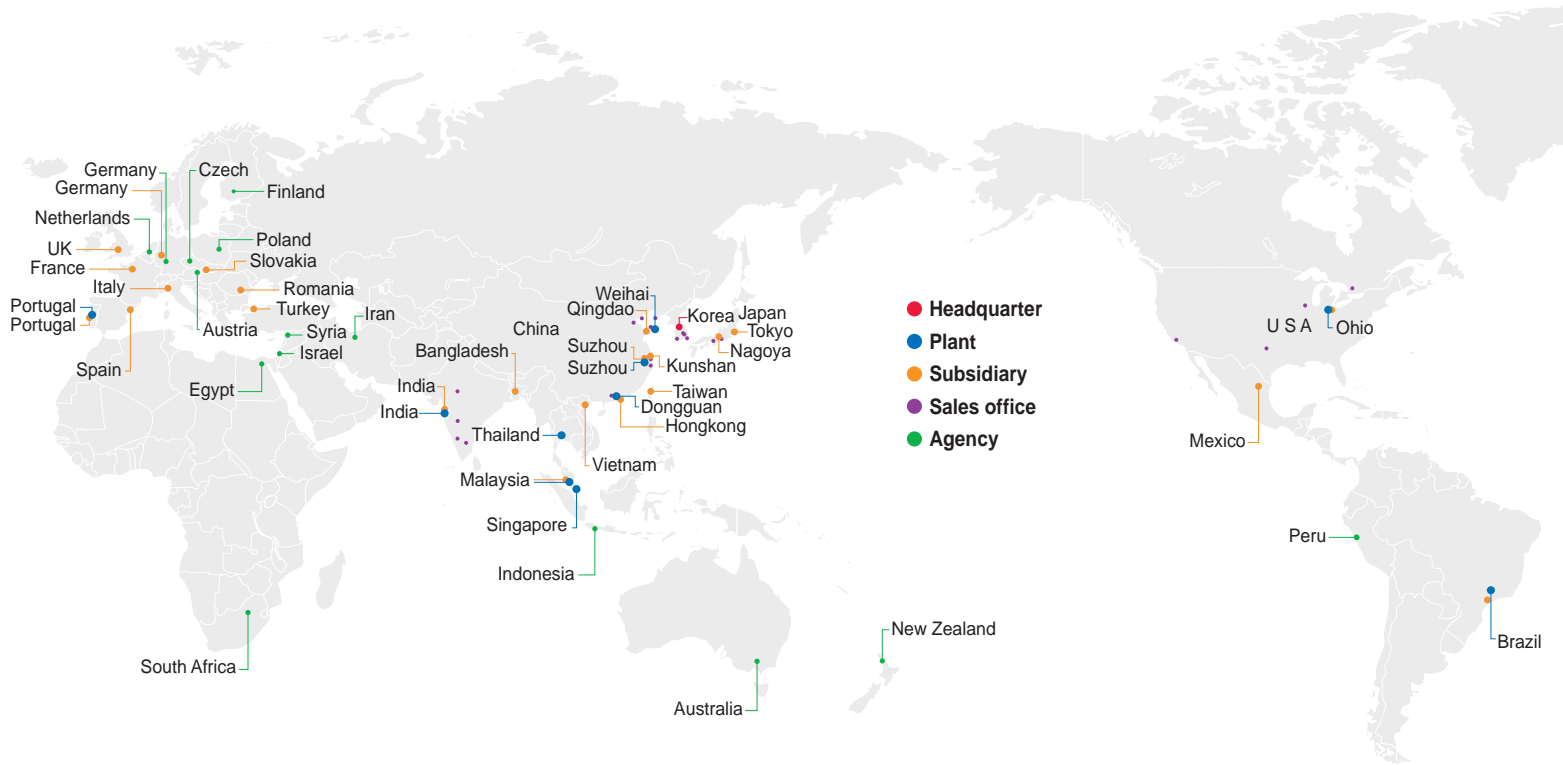 Germany
Germany
Netherlands
UK
France
Italy
Portugal
Portugal
Spain
Czech
Finland
Poland
Slovakia
Romania
Turkey
Austria
Syria
Iran
Israel
Egypt
South Africa
Bangladesh
India
India
Thailand
Malaysia
Singapore
Indonesia
Vietnam
China
Weihai
Qingdao
Suzhou
Suzhou
Kunshan
Taiwan
Dongguan
Hongkong
Korea
Japan
Tokyo
Nagoya
Australia
New Zealand
Headquarter
Plant
Subsidiary
Sales office
Agency
U S A
Ohio
Mexico
Peru
Brazil